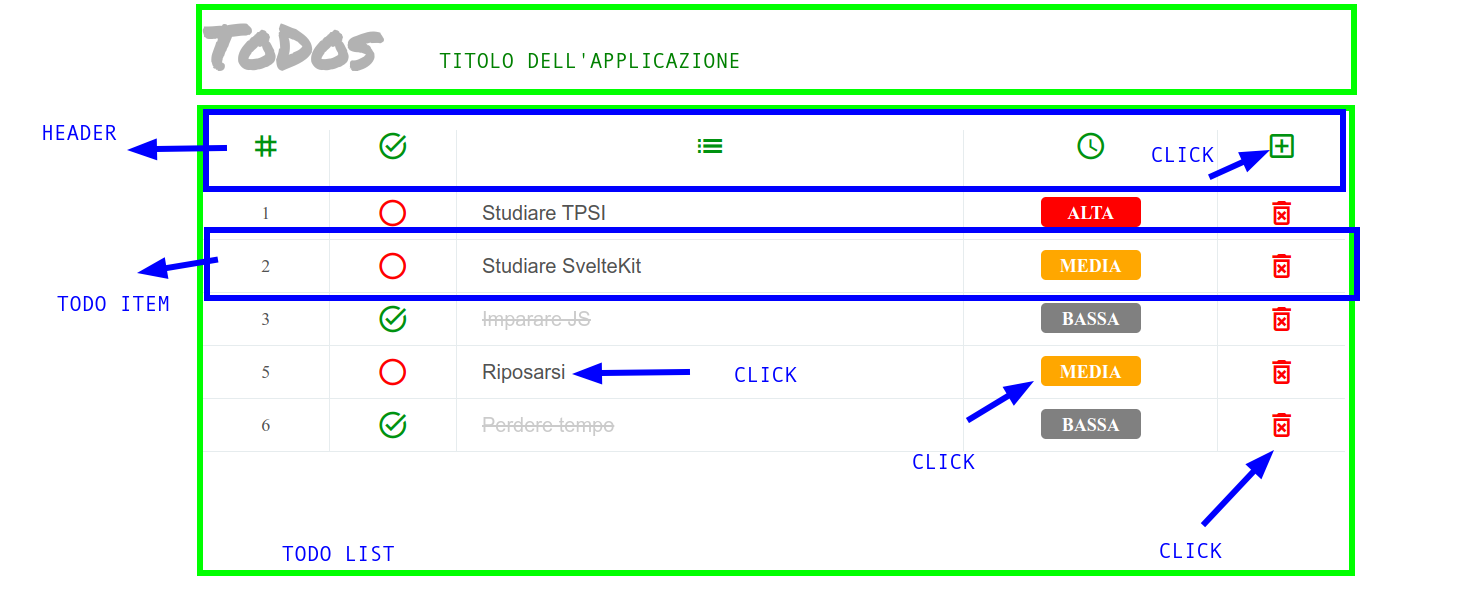 TODOS
TITOLO DELL'APPLICAZIONE
HEADER
CLICK
1 Studiare TPSI ALTA
2 Studiare SvelteKit MEDIA
TODO ITEM
3 Imparare JS BASSA
5 Riposarsi CLICK MEDIA
6 Perdere tempo BASSA
CLICK
TODO LIST
CLICK